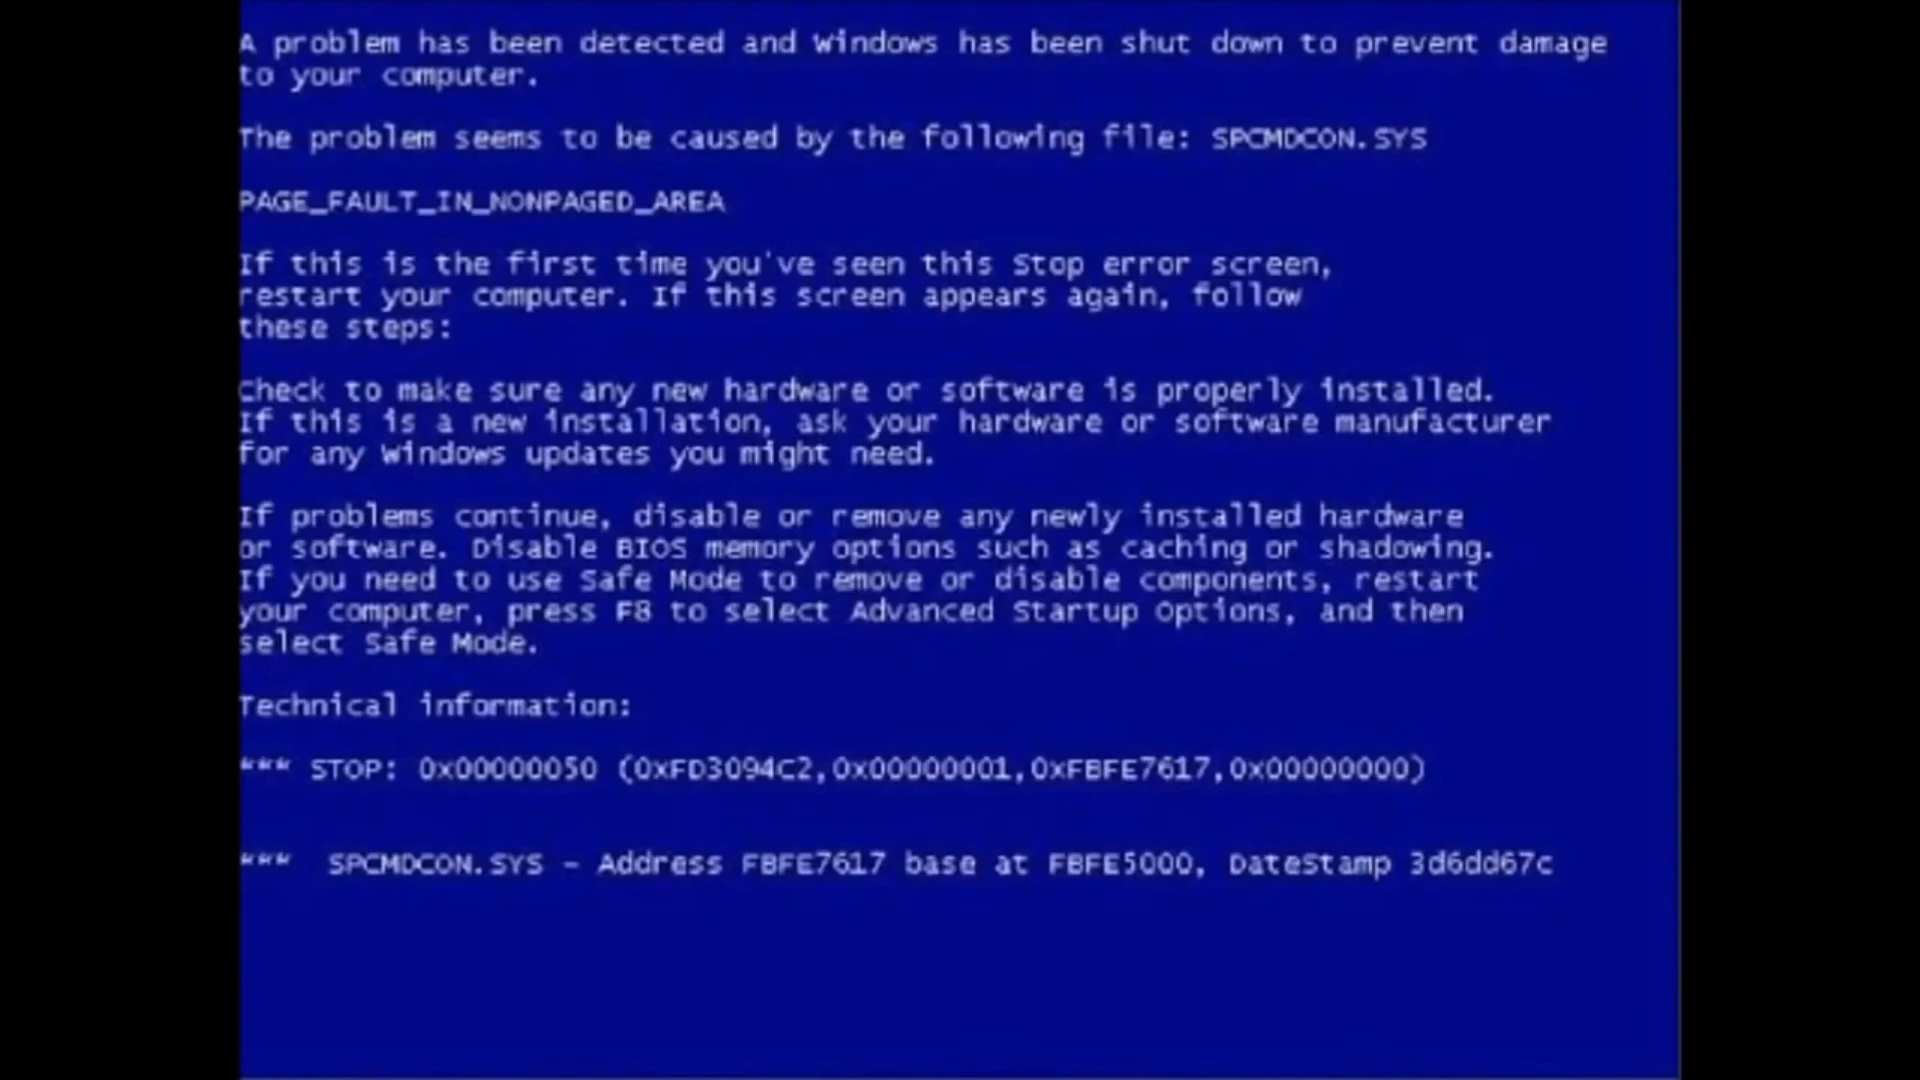 A problem has been detected and Windows has been shut down to prevent damage
to your computer.
The problem seems to be caused by the following file: SPCMDCON.SYS
PAGE_FAULT_IN_NONPAGED_AREA
If this is the first time you've seen this Stop error screen,
restart your computer. If this screen appears again, follow
these steps:
Check to make sure any new hardware or software is properly installed.
If this is a new installation, ask your hardware or software manufacturer
for any Windows updates you might need.
If problems continue, disable or remove any newly installed hardware
or software. Disable BIOS memory options such as caching or shadowing.
If you need to use Safe Mode to remove or disable components, restart
your computer, press F8 to select Advanced Startup Options, and then
select Safe Mode.
Technical information:
*** STOP: 0x00000050 (0xFD3094C2,0x00000001,0xFBFE7617,0x00000000)
***  SPCMDCON.SYS - Address FBFE7617 base at FBFE5000, DateStamp 3d6dd67c